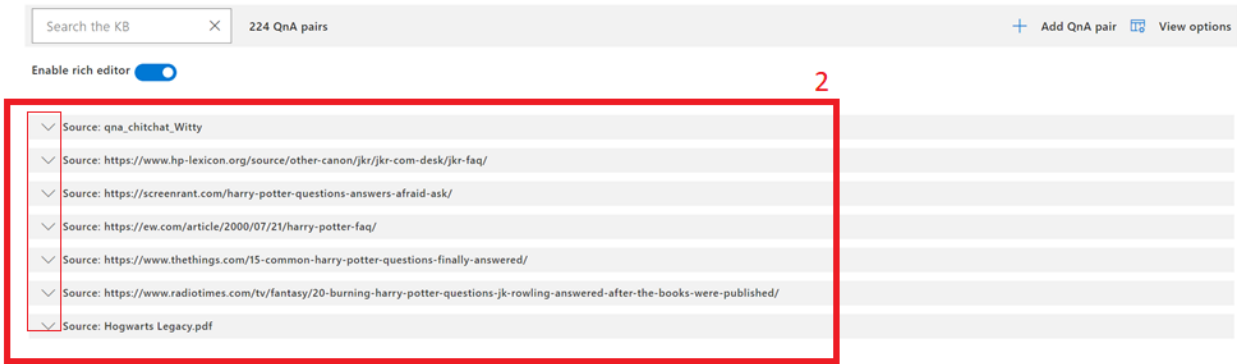 Search the KB
224 QnA pairs
Add QnA pair
View options
Enable rich editor
2
Source: qna_chitchat_Witty
Source: https://www.hp-lexicon.org/source/other-canon/jkr/jkr-com-desk/jkr-faq/
Source: https://screenrant.com/harry-potter-questions-answers-afraid-ask/
Source: https://ew.com/article/2000/07/21/harry-potter-faq/
Source: https://www.thethings.com/15-common-harry-potter-questions-finally-answered/
Source: https://www.radiotimes.com/tv/fantasy/20-burning-harry-potter-questions-jk-rowling-answered-after-the-books-were-published/
Source: Hogwarts Legacy.pdf